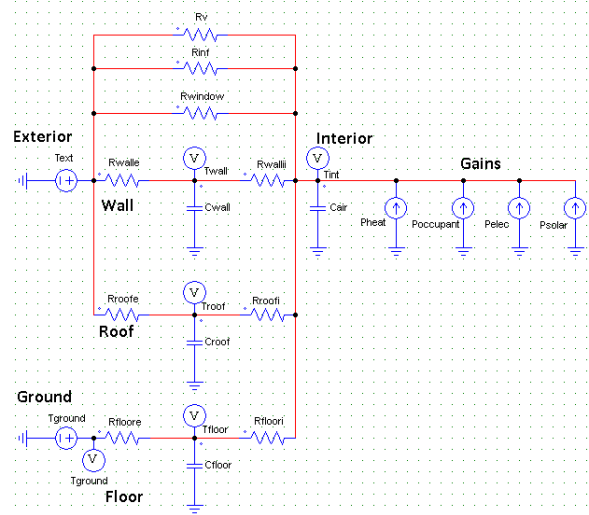 Rv
Rinf
Rwindow
Exterior
Interior
Text
Rwalle
Twall
V
Rwallii
V
Tint
Gains
Wall
Cwall
Cair
Pheat
Poccupant
Pelec
Psolar
V
Rroofe
Troof
Rroofi
Roof
Croof
Ground
Tground
Rfloore
V
Tfloor
Rfloori
V
Tground
Cfloor
Floor